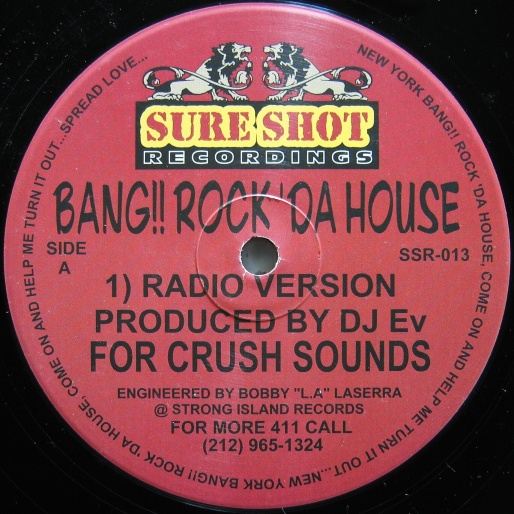 SURE SHOT
RECORDINGS
BANG!! ROCK 'DA HOUSE
SIDE
A
SSR-013
1) RADIO VERSION
PRODUCED BY DJ Ev
FOR CRUSH SOUNDS
ENGINEERED BY BOBBY "L.A" LASERRA
@ STRONG ISLAND RECORDS
FOR MORE 411 CALL
(212) 965-1324
NEW YORK BANG!! ROCK 'DA HOUSE, COME ON AND HELP ME TURN IT OUT...NEW YORK BANG!! ROCK 'DA HOUSE, COME ON AND HELP ME TURN IT OUT...SPREAD LOVE...